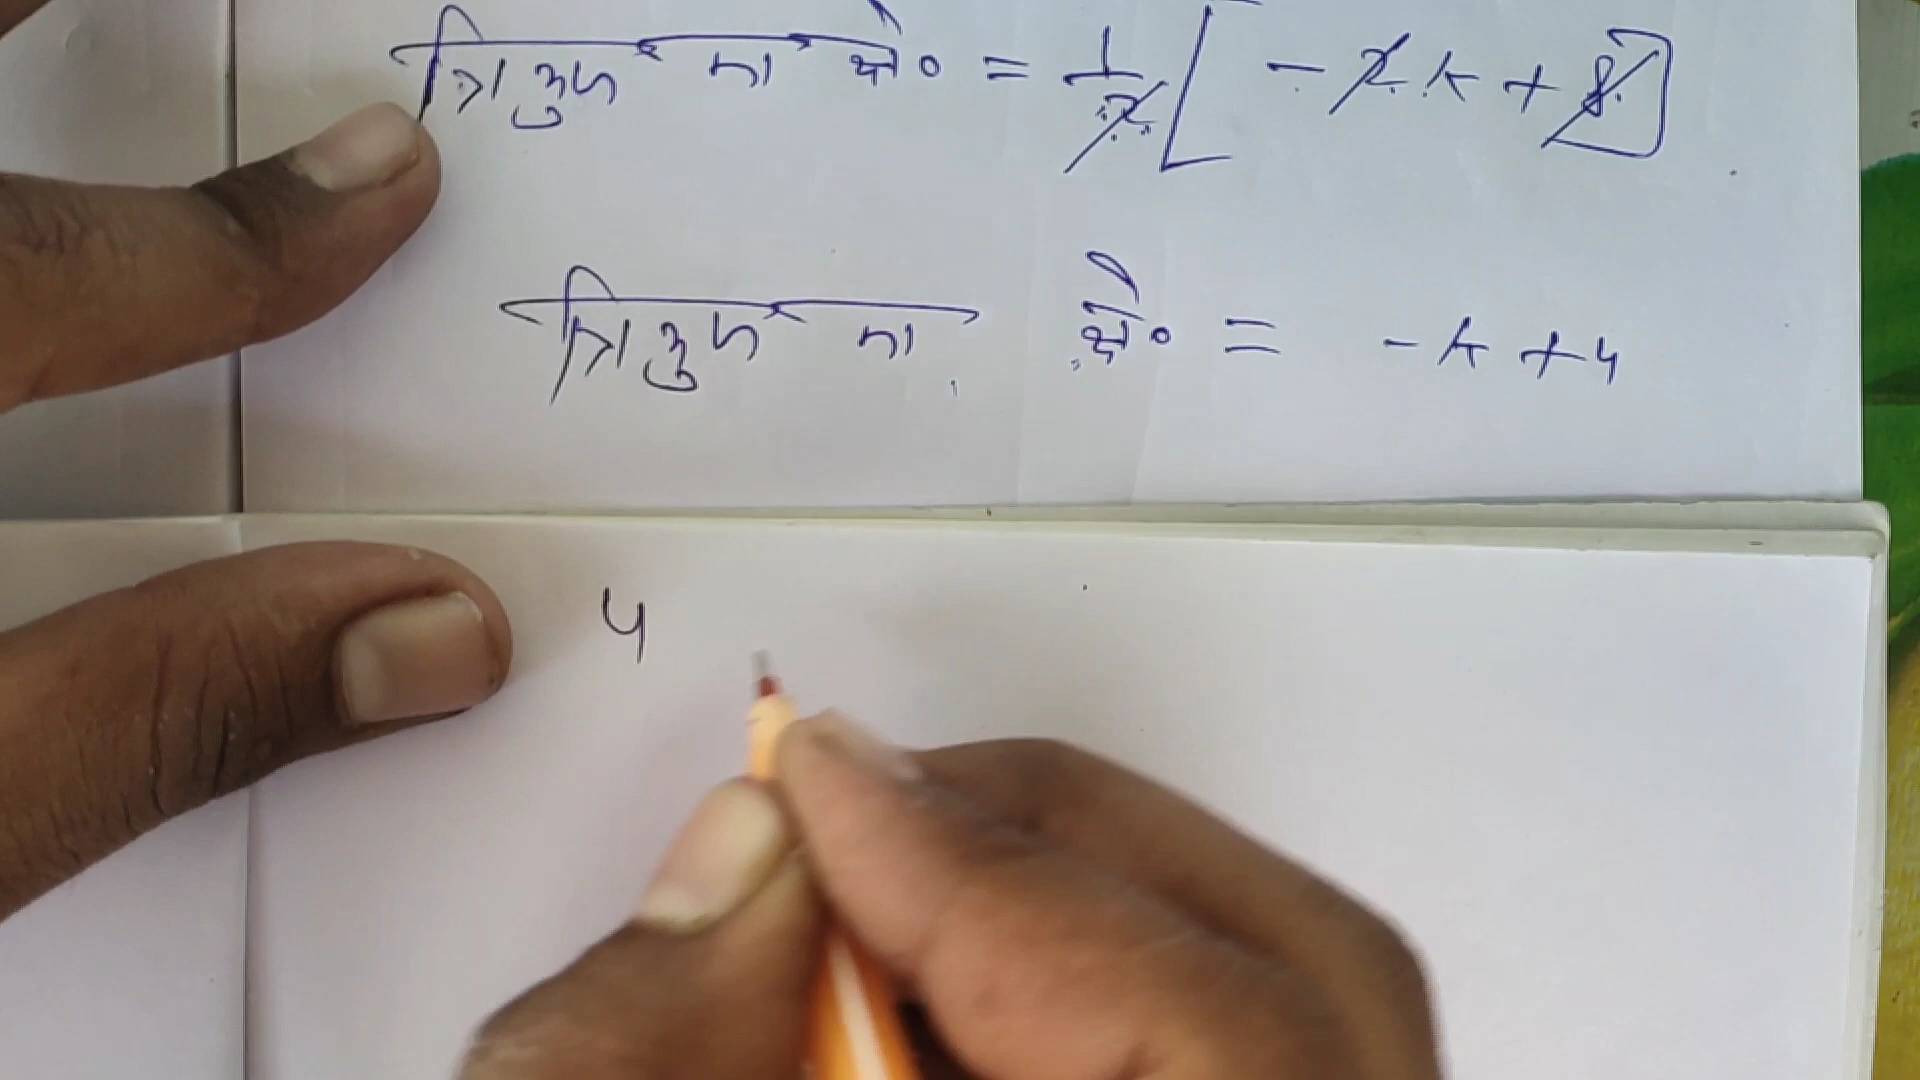 त्रिभुज का क्षे० = 1/2 [ - 2k + 8 ]
त्रिभुज का क्षे० = - k + 4
4